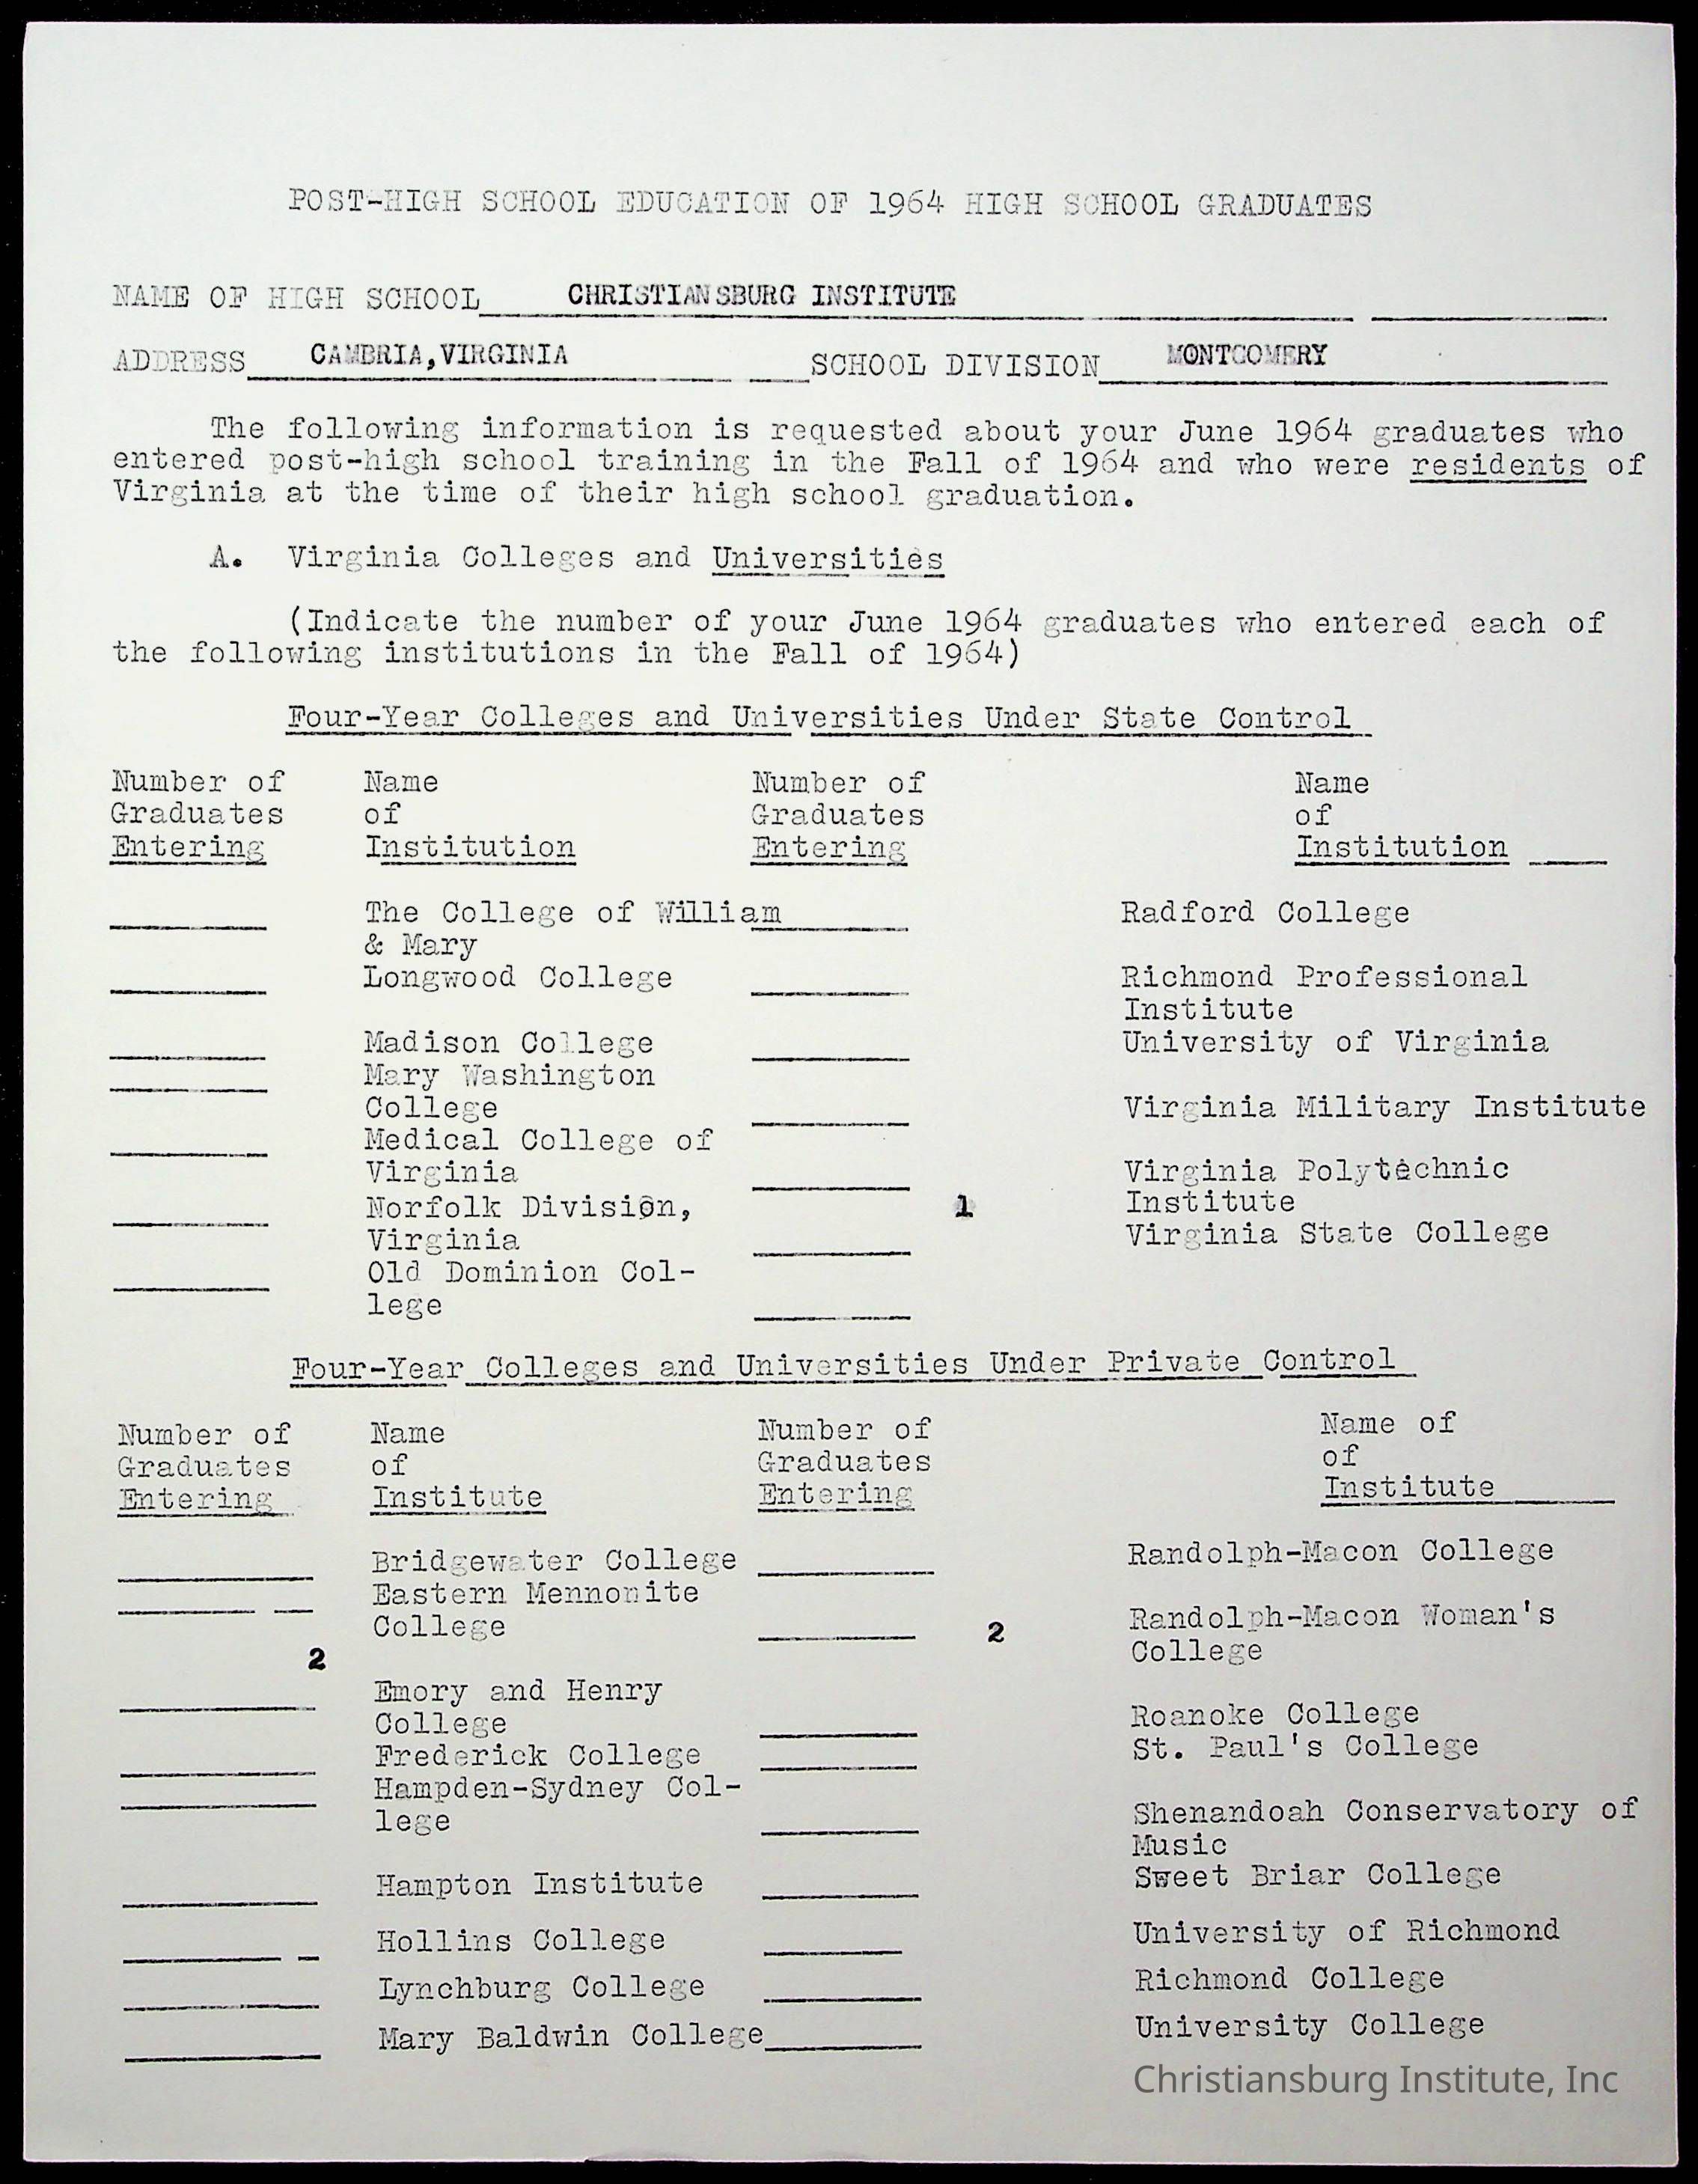 POST-HIGH SCHOOL EDUCATION OF 1964 HIGH SCHOOL GRADUATES
NAME OF HIGH SCHOOL CHRISTIANSBURG INSTITUTE
ADDRESS CAMBRIA, VIRGINIA SCHOOL DIVISION MONTGOMERY
The following information is requested about your June 1964 graduates who
entered post-high school training in the Fall of 1964 and who were residents of
Virginia at the time of their high school graduation.
A. Virginia Colleges and Universities
(Indicate the number of your June 1964 graduates who entered each of
the following institutions in the Fall of 1964)
Four-Year Colleges and Universities Under State Control
Number of Name Number of Name
Graduates of Graduates of
Entering Institution Entering Institution
The College of William Radford College
& Mary
Longwood College Richmond Professional
Institute
Madison College University of Virginia
Mary Washington
College Virginia Military Institute
Medical College of
Virginia Virginia Polytechnic
Norfolk Division, 1 Institute
Virginia Virginia State College
Old Dominion Col-
lege
Four-Year Colleges and Universities Under Private Control
Number of Name Number of Name of
Graduates of Graduates of
Entering Institute Entering Institute
Bridgewater College Randolph-Macon College
Eastern Mennonite
College 2 Randolph-Macon Woman's
2 College
Emory and Henry
College Roanoke College
Frederick College St. Paul's College
Hampden-Sydney Col-
lege Shenandoah Conservatory of
Music
Hampton Institute Sweet Briar College
Hollins College University of Richmond
Lynchburg College Richmond College
Mary Baldwin College University College
Christiansburg Institute, Inc